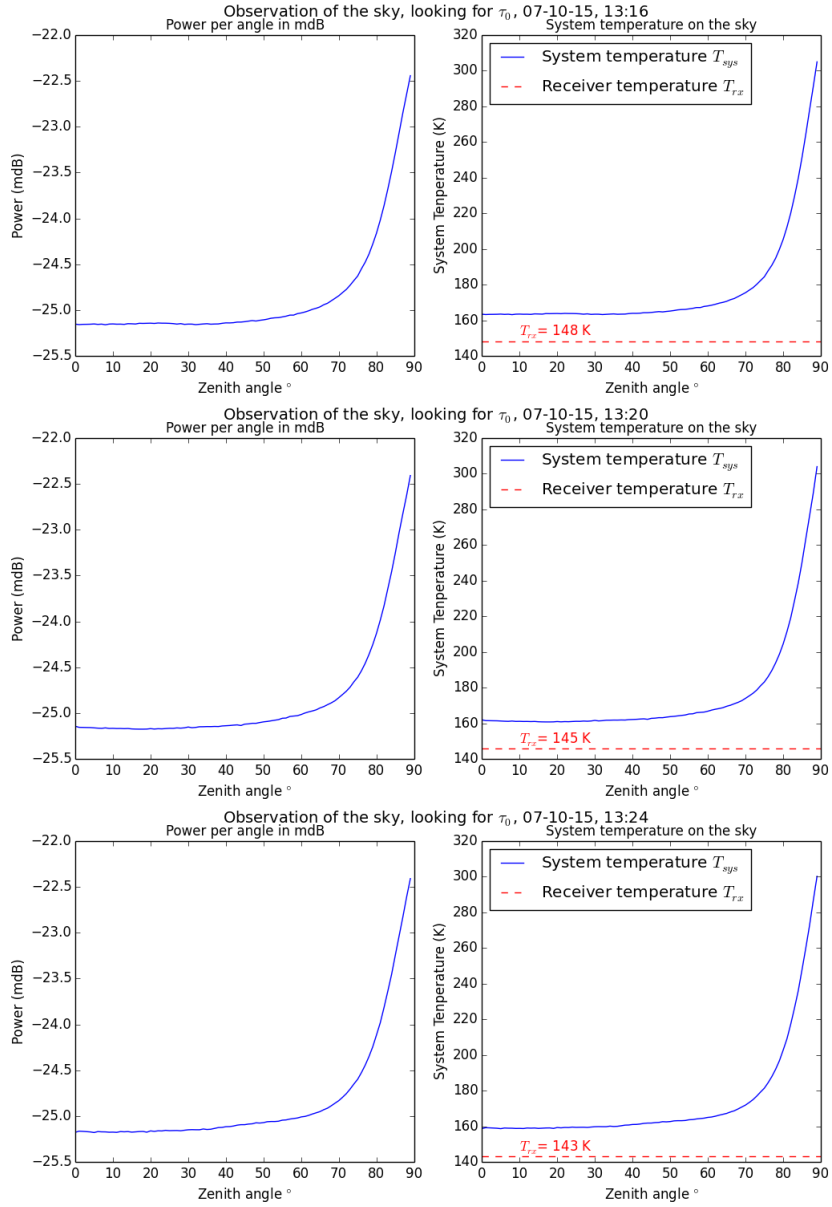 Observation of the sky, looking for τ₀, 07-10-15, 13:16
Power per angle in mdB
−22.0
−22.5
−23.0
−23.5
−24.0
−24.5
−25.0
−25.5
Power (mdB)
0 10 20 30 40 50 60 70 80 90
Zenith angle °
System temperature on the sky
320
300
280
260
240
220
200
180
160
140
System Tenperature (K)
System temperature Tsys
Receiver temperature Trx
Trx= 148 K
0 10 20 30 40 50 60 70 80 90
Zenith angle °
Observation of the sky, looking for τ₀, 07-10-15, 13:20
Power per angle in mdB
−22.0
−22.5
−23.0
−23.5
−24.0
−24.5
−25.0
−25.5
Power (mdB)
0 10 20 30 40 50 60 70 80 90
Zenith angle °
System temperature on the sky
320
300
280
260
240
220
200
180
160
140
System Tenperature (K)
System temperature Tsys
Receiver temperature Trx
Trx= 145 K
0 10 20 30 40 50 60 70 80 90
Zenith angle °
Observation of the sky, looking for τ₀, 07-10-15, 13:24
Power per angle in mdB
−22.0
−22.5
−23.0
−23.5
−24.0
−24.5
−25.0
−25.5
Power (mdB)
0 10 20 30 40 50 60 70 80 90
Zenith angle °
System temperature on the sky
320
300
280
260
240
220
200
180
160
140
System Tenperature (K)
System temperature Tsys
Receiver temperature Trx
Trx= 143 K
0 10 20 30 40 50 60 70 80 90
Zenith angle °